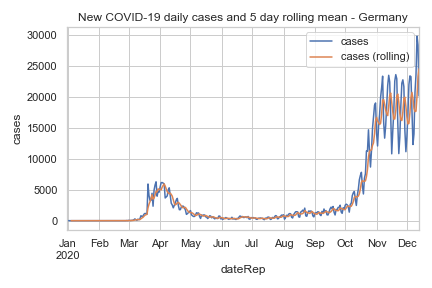 New COVID-19 daily cases and 5 day rolling mean - Germany
cases
cases (rolling)
30000
25000
20000
15000
10000
5000
0
cases
Jan Feb Mar Apr May Jun Jul Aug Sep Oct Nov Dec
2020
dateRep